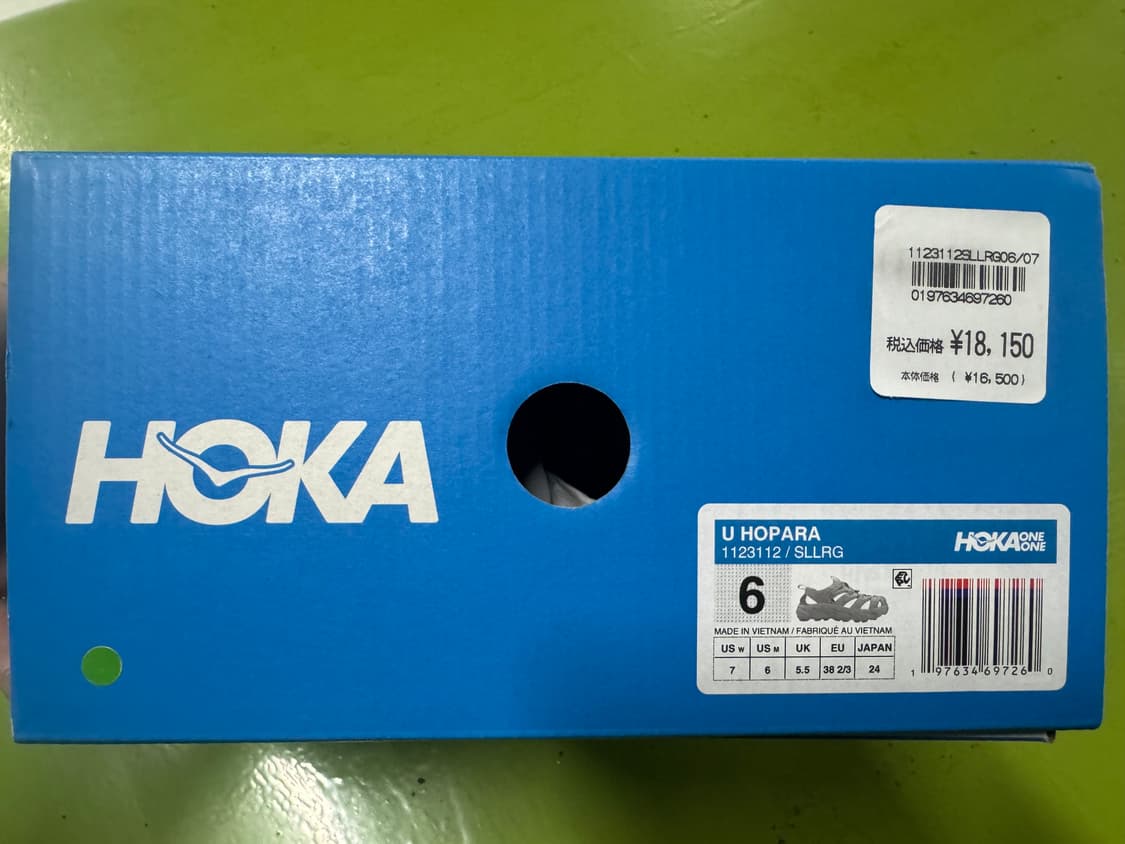 1123112SLLRG06/07
0197634697260
税込価格 ¥18,150
本体価格 ( ¥16,500)
HOKA
U HOPARA
1123112 / SLLRG
HOKA ONE ONE
6
MADE IN VIETNAM / FABRIQUÉ AU VIETNAM
US W US M UK EU JAPAN
7 6 5.5 38 2/3 24
1 97634 69726 0